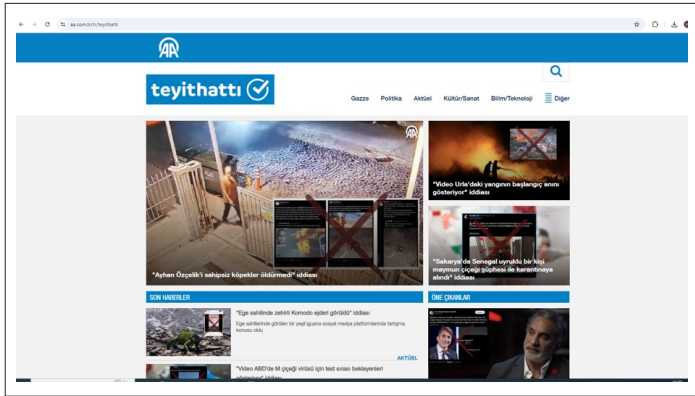 aa.com.tr/tr/teyithatti
AA
teyithattı
Gazze Politika Aktüel Kültür/Sanat Bilim/Teknoloji Diğer
AA
"Ayhan Özçelik'i sahipsiz köpekler öldürmedi" iddiası
"Video Urla'daki yangının başlangıç anını
gösteriyor" iddiası
"Sakarya'da Senegal uyruklu bir kişi
maymun çiçeği şüphesi ile karantinaya
alındı" iddiası
SON HABERLER
"Ege sahilinde zehirli Komodo ejderi görüldü" iddiası
Ege sahillerinde görülen bir yeşil iguana sosyal medya platformlarında tartışma
konusu oldu
AKTÜEL
"Video ABD'de M çiçeği virüsü için test sırası bekleyenleri
gösteriyor" iddiası
ÖNE ÇIKANLAR